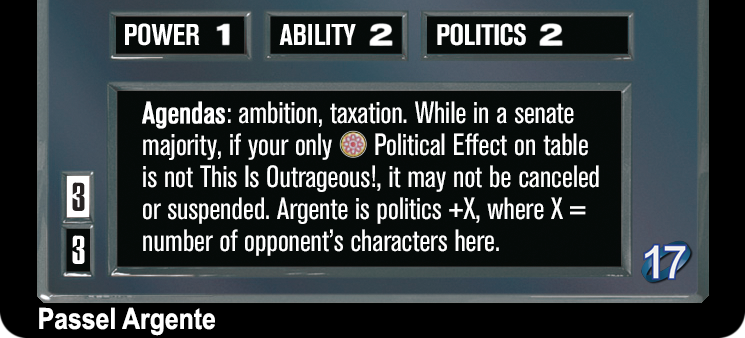 POWER 1 ABILITY 2 POLITICS 2
Agendas: ambition, taxation. While in a senate
majority, if your only Political Effect on table
is not This Is Outrageous!, it may not be canceled
or suspended. Argente is politics +X, where X =
number of opponent's characters here.
3
3
17
Passel Argente